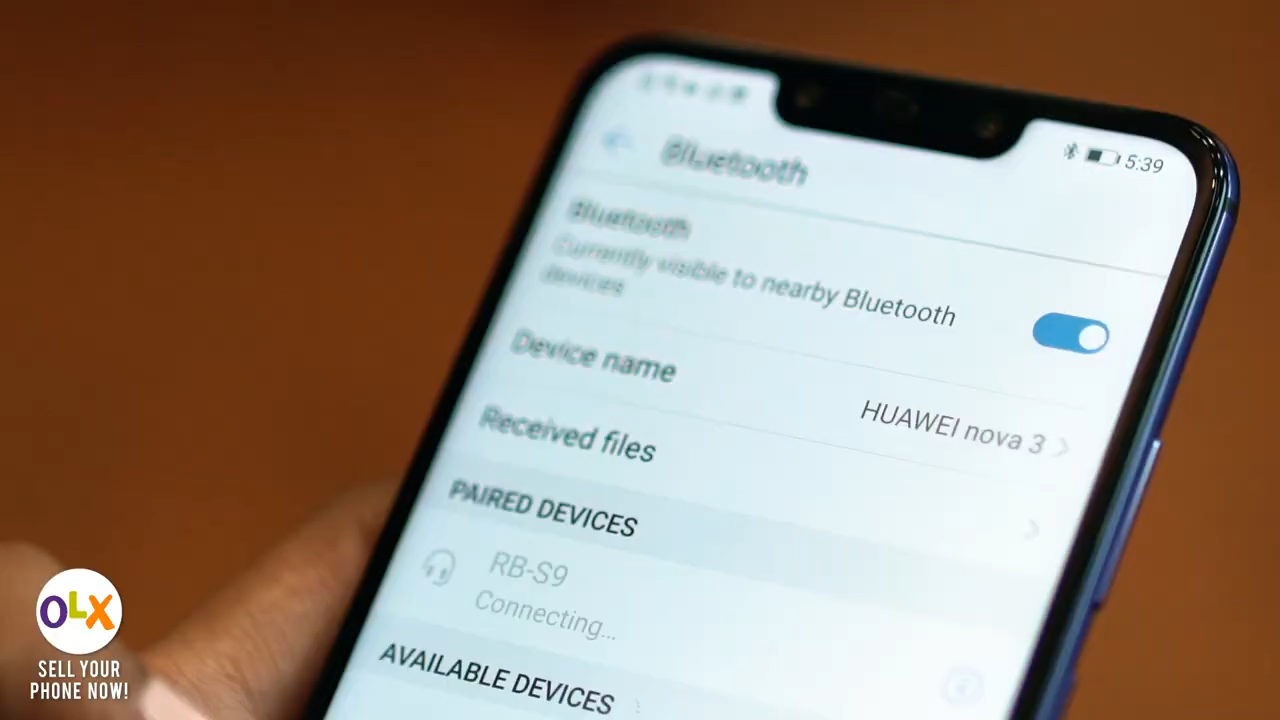 5:39
Bluetooth
Bluetooth
Currently visible to nearby Bluetooth
devices
Device name
HUAWEI nova 3
Received files
PAIRED DEVICES
RB-S9
Connecting...
AVAILABLE DEVICES
OLX
SELL YOUR
PHONE NOW!